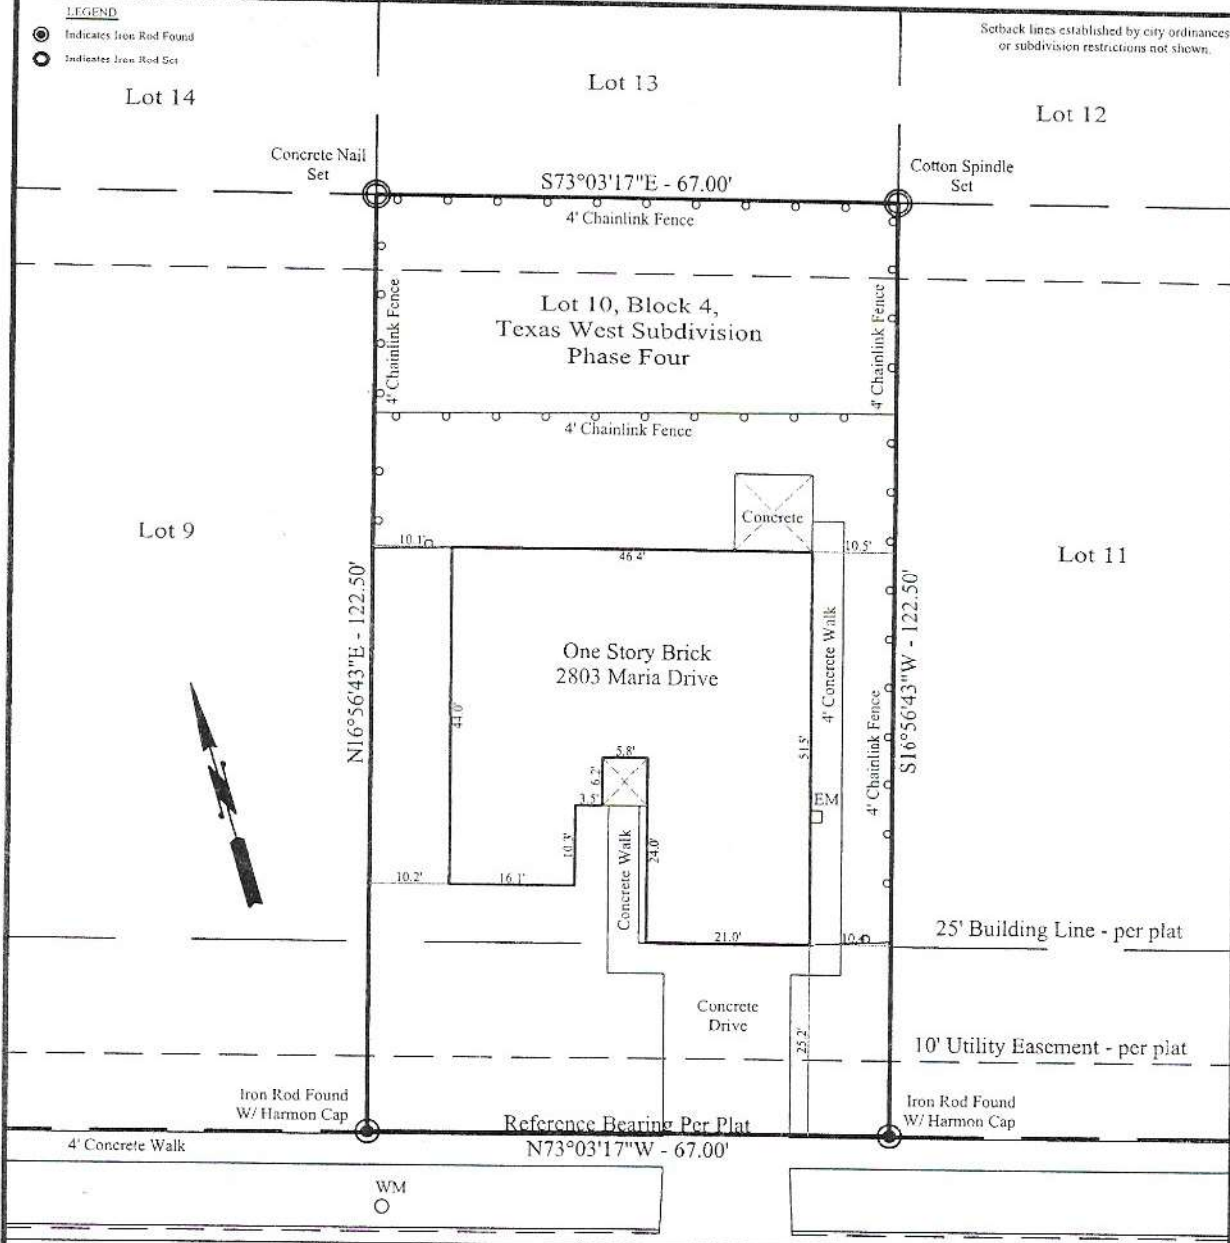 LEGEND
Indicates Iron Rod Found
Indicates Iron Rod Set
Setback lines established by city ordinances
or subdivision restrictions not shown.
Lot 14
Lot 13
Lot 12
Concrete Nail
Set
Cotton Spindle
Set
S73°03'17"E - 67.00'
4' Chainlink Fence
4' Chainlink Fence
4' Chainlink Fence
Lot 10, Block 4,
Texas West Subdivision
Phase Four
4' Chainlink Fence
Concrete
Lot 9
10.1'
46.4'
10.5'
Lot 11
N16°56'43"E - 122.50'
S16°56'43"W - 122.50'
One Story Brick
2803 Maria Drive
4' Concrete Walk
44.0'
51.5'
4' Chainlink Fence
5.8'
6.2'
3.5'
EM
10.3'
Concrete Walk
24.0'
10.2'
16.1'
21.0'
10.4'
25' Building Line - per plat
Concrete
Drive
25.2'
10' Utility Easement - per plat
Iron Rod Found
W/ Harmon Cap
Iron Rod Found
W/ Harmon Cap
Reference Bearing Per Plat
N73°03'17"W - 67.00'
4' Concrete Walk
WM